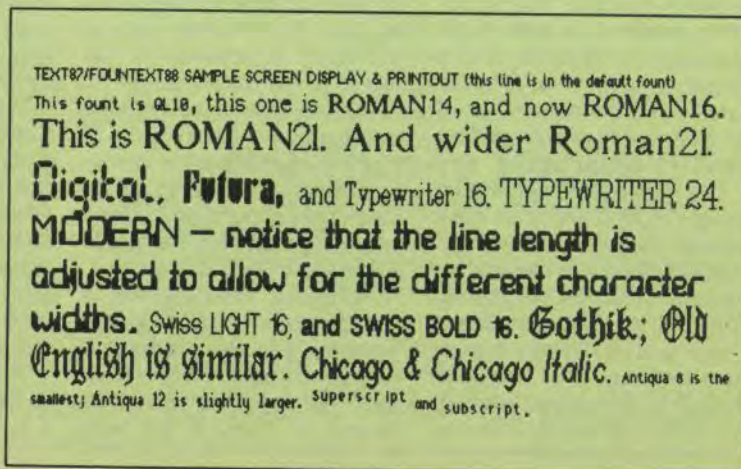 TEXT87/FOUNTEXT88 SAMPLE SCREEN DISPLAY & PRINTOUT (this line is in the default fount)
This fount is QL10, this one is ROMAN14, and now ROMAN16.
This is ROMAN21. And wider Roman21.
Digital, Futura, and Typewriter 16. TYPEWRITER 24.
MODERN – notice that the line length is
adjusted to allow for the different character
widths. Swiss LIGHT 16, and SWISS BOLD 16. Gothik; Old
English is similar. Chicago & Chicago Italic. Antiqua 8 is the
smallest; Antiqua 12 is slightly larger. Superscript and subscript.